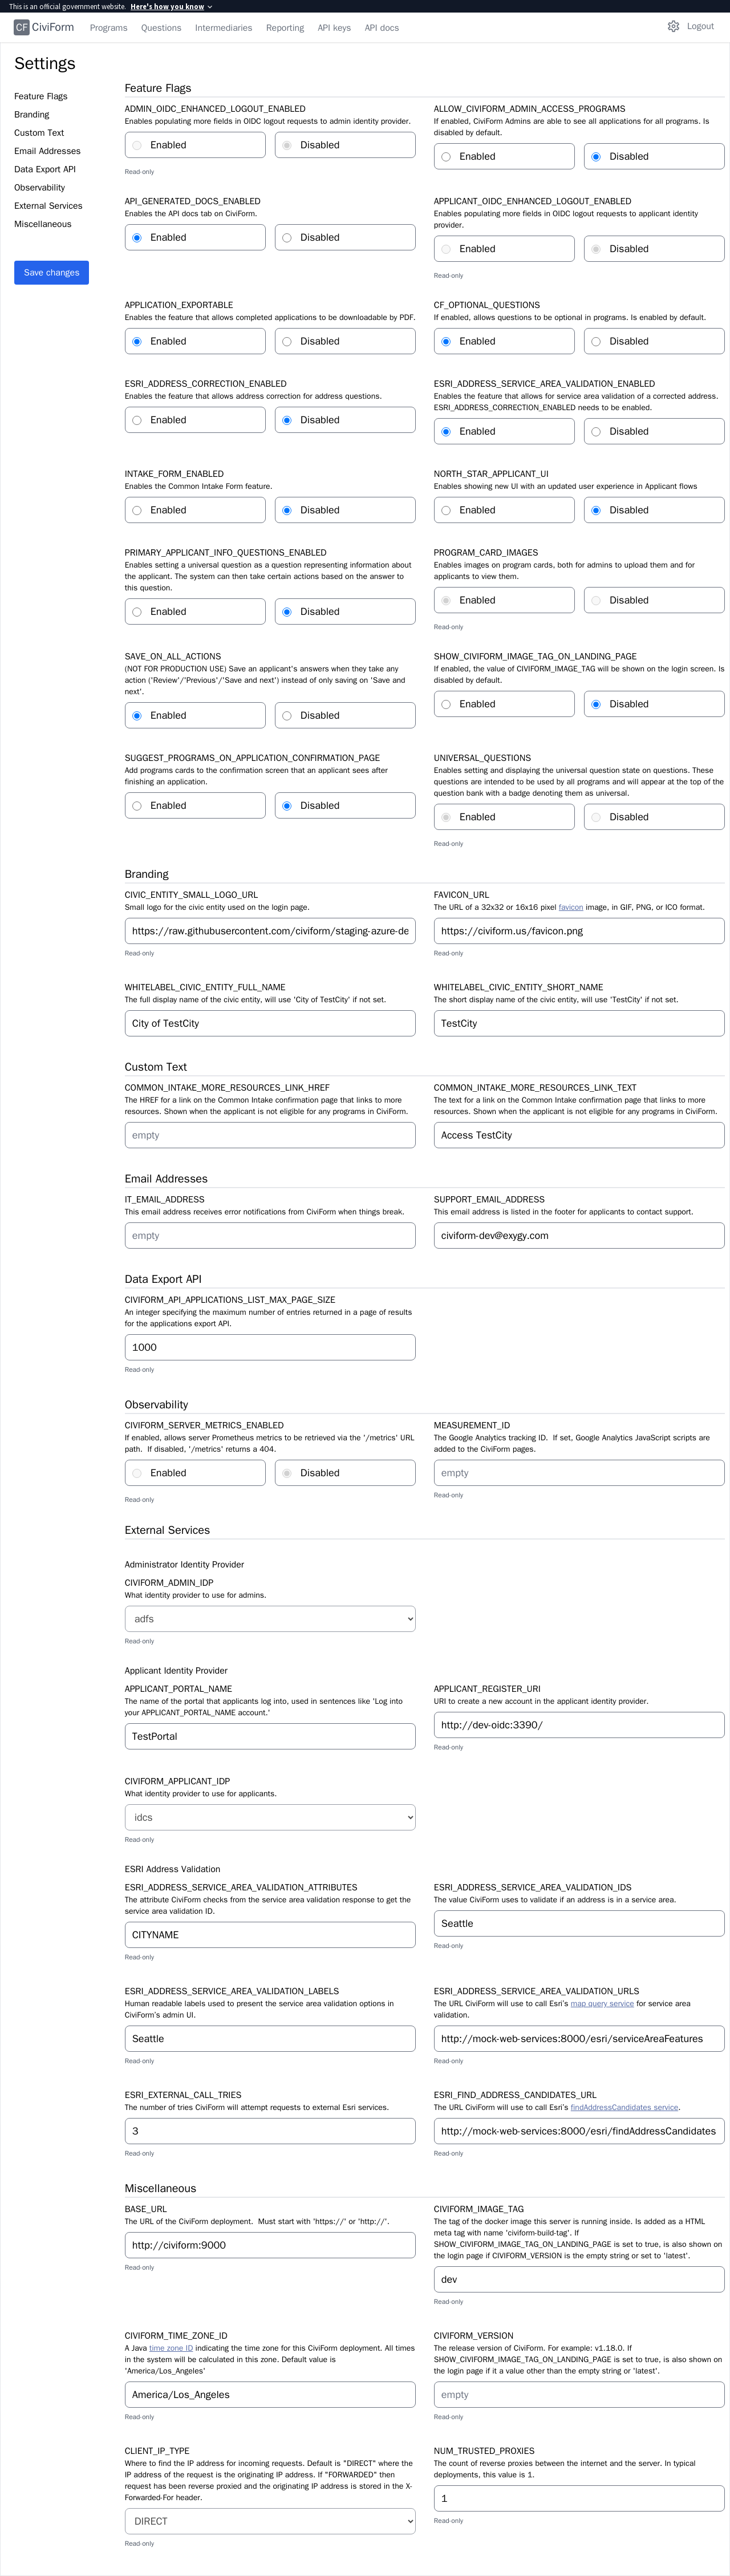 This is an official government website. Here's how you know
CF CiviForm Programs Questions Intermediaries Reporting API keys API docs Logout
Settings
Feature Flags
Branding
Custom Text
Email Addresses
Data Export API
Observability
External Services
Miscellaneous
Save changes
Feature Flags
ADMIN_OIDC_ENHANCED_LOGOUT_ENABLED
Enables populating more fields in OIDC logout requests to admin identity provider.
Enabled Disabled
Read-only
ALLOW_CIVIFORM_ADMIN_ACCESS_PROGRAMS
If enabled, CiviForm Admins are able to see all applications for all programs. Is
disabled by default.
Enabled Disabled
API_GENERATED_DOCS_ENABLED
Enables the API docs tab on CiviForm.
Enabled Disabled
APPLICANT_OIDC_ENHANCED_LOGOUT_ENABLED
Enables populating more fields in OIDC logout requests to applicant identity
provider.
Enabled Disabled
Read-only
APPLICATION_EXPORTABLE
Enables the feature that allows completed applications to be downloadable by PDF.
Enabled Disabled
CF_OPTIONAL_QUESTIONS
If enabled, allows questions to be optional in programs. Is enabled by default.
Enabled Disabled
ESRI_ADDRESS_CORRECTION_ENABLED
Enables the feature that allows address correction for address questions.
Enabled Disabled
ESRI_ADDRESS_SERVICE_AREA_VALIDATION_ENABLED
Enables the feature that allows for service area validation of a corrected address.
ESRI_ADDRESS_CORRECTION_ENABLED needs to be enabled.
Enabled Disabled
INTAKE_FORM_ENABLED
Enables the Common Intake Form feature.
Enabled Disabled
NORTH_STAR_APPLICANT_UI
Enables showing new UI with an updated user experience in Applicant flows
Enabled Disabled
PRIMARY_APPLICANT_INFO_QUESTIONS_ENABLED
Enables setting a universal question as a question representing information about
the applicant. The system can then take certain actions based on the answer to
this question.
Enabled Disabled
PROGRAM_CARD_IMAGES
Enables images on program cards, both for admins to upload them and for
applicants to view them.
Enabled Disabled
Read-only
SAVE_ON_ALL_ACTIONS
(NOT FOR PRODUCTION USE) Save an applicant's answers when they take any
action ('Review'/'Previous'/'Save and next') instead of only saving on 'Save and
next'.
Enabled Disabled
SHOW_CIVIFORM_IMAGE_TAG_ON_LANDING_PAGE
If enabled, the value of CIVIFORM_IMAGE_TAG will be shown on the login screen. Is
disabled by default.
Enabled Disabled
SUGGEST_PROGRAMS_ON_APPLICATION_CONFIRMATION_PAGE
Add programs cards to the confirmation screen that an applicant sees after
finishing an application.
Enabled Disabled
UNIVERSAL_QUESTIONS
Enables setting and displaying the universal question state on questions. These
questions are intended to be used by all programs and will appear at the top of the
question bank with a badge denoting them as universal.
Enabled Disabled
Read-only
Branding
CIVIC_ENTITY_SMALL_LOGO_URL
Small logo for the civic entity used on the login page.
https://raw.githubusercontent.com/civiform/staging-azure-de
Read-only
FAVICON_URL
The URL of a 32x32 or 16x16 pixel favicon image, in GIF, PNG, or ICO format.
https://civiform.us/favicon.png
Read-only
WHITELABEL_CIVIC_ENTITY_FULL_NAME
The full display name of the civic entity, will use 'City of TestCity' if not set.
City of TestCity
WHITELABEL_CIVIC_ENTITY_SHORT_NAME
The short display name of the civic entity, will use 'TestCity' if not set.
TestCity
Custom Text
COMMON_INTAKE_MORE_RESOURCES_LINK_HREF
The HREF for a link on the Common Intake confirmation page that links to more
resources. Shown when the applicant is not eligible for any programs in CiviForm.
empty
COMMON_INTAKE_MORE_RESOURCES_LINK_TEXT
The text for a link on the Common Intake confirmation page that links to more
resources. Shown when the applicant is not eligible for any programs in CiviForm.
Access TestCity
Email Addresses
IT_EMAIL_ADDRESS
This email address receives error notifications from CiviForm when things break.
empty
SUPPORT_EMAIL_ADDRESS
This email address is listed in the footer for applicants to contact support.
civiform-dev@exygy.com
Data Export API
CIVIFORM_API_APPLICATIONS_LIST_MAX_PAGE_SIZE
An integer specifying the maximum number of entries returned in a page of results
for the applications export API.
1000
Read-only
Observability
CIVIFORM_SERVER_METRICS_ENABLED
If enabled, allows server Prometheus metrics to be retrieved via the '/metrics' URL
path.  If disabled, '/metrics' returns a 404.
Enabled Disabled
Read-only
MEASUREMENT_ID
The Google Analytics tracking ID.  If set, Google Analytics JavaScript scripts are
added to the CiviForm pages.
empty
Read-only
External Services
Administrator Identity Provider
CIVIFORM_ADMIN_IDP
What identity provider to use for admins.
adfs
Read-only
Applicant Identity Provider
APPLICANT_PORTAL_NAME
The name of the portal that applicants log into, used in sentences like 'Log into
your APPLICANT_PORTAL_NAME account.'
TestPortal
APPLICANT_REGISTER_URI
URI to create a new account in the applicant identity provider.
http://dev-oidc:3390/
Read-only
CIVIFORM_APPLICANT_IDP
What identity provider to use for applicants.
idcs
Read-only
ESRI Address Validation
ESRI_ADDRESS_SERVICE_AREA_VALIDATION_ATTRIBUTES
The attribute CiviForm checks from the service area validation response to get the
service area validation ID.
CITYNAME
Read-only
ESRI_ADDRESS_SERVICE_AREA_VALIDATION_IDS
The value CiviForm uses to validate if an address is in a service area.
Seattle
Read-only
ESRI_ADDRESS_SERVICE_AREA_VALIDATION_LABELS
Human readable labels used to present the service area validation options in
CiviForm's admin UI.
Seattle
Read-only
ESRI_ADDRESS_SERVICE_AREA_VALIDATION_URLS
The URL CiviForm will use to call Esri's map query service for service area
validation.
http://mock-web-services:8000/esri/serviceAreaFeatures
Read-only
ESRI_EXTERNAL_CALL_TRIES
The number of tries CiviForm will attempt requests to external Esri services.
3
Read-only
ESRI_FIND_ADDRESS_CANDIDATES_URL
The URL CiviForm will use to call Esri's findAddressCandidates service.
http://mock-web-services:8000/esri/findAddressCandidates
Read-only
Miscellaneous
BASE_URL
The URL of the CiviForm deployment.  Must start with 'https://' or 'http://'.
http://civiform:9000
Read-only
CIVIFORM_IMAGE_TAG
The tag of the docker image this server is running inside. Is added as a HTML
meta tag with name 'civiform-build-tag'. If
SHOW_CIVIFORM_IMAGE_TAG_ON_LANDING_PAGE is set to true, is also shown on
the login page if CIVIFORM_VERSION is the empty string or set to 'latest'.
dev
Read-only
CIVIFORM_TIME_ZONE_ID
A Java time zone ID indicating the time zone for this CiviForm deployment. All times
in the system will be calculated in this zone. Default value is
'America/Los_Angeles'
America/Los_Angeles
Read-only
CIVIFORM_VERSION
The release version of CiviForm. For example: v1.18.0. If
SHOW_CIVIFORM_IMAGE_TAG_ON_LANDING_PAGE is set to true, is also shown on
the login page if it a value other than the empty string or 'latest'.
empty
Read-only
CLIENT_IP_TYPE
Where to find the IP address for incoming requests. Default is "DIRECT" where the
IP address of the request is the originating IP address. If "FORWARDED" then
request has been reverse proxied and the originating IP address is stored in the X-
Forwarded-For header.
DIRECT
Read-only
NUM_TRUSTED_PROXIES
The count of reverse proxies between the internet and the server. In typical
deployments, this value is 1.
1
Read-only